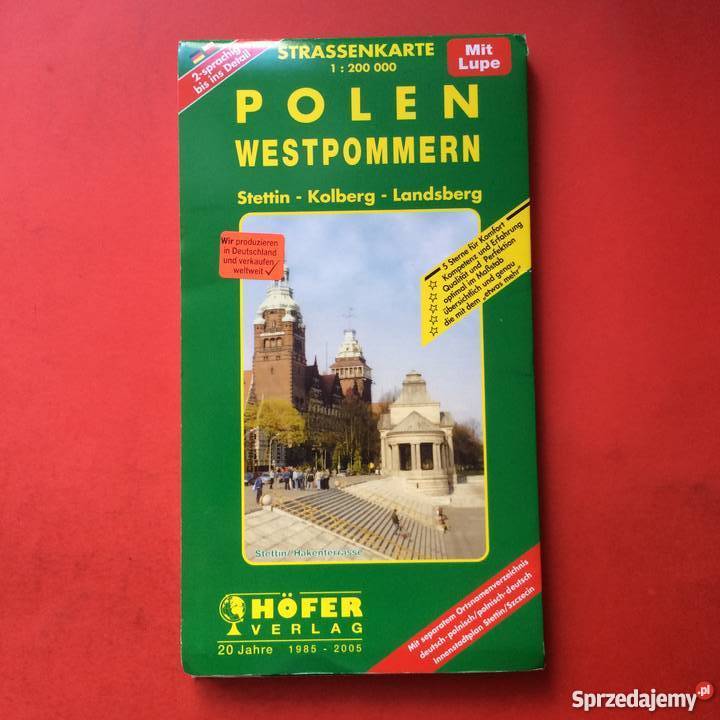 2-sprachig
bis ins Detail
STRASSENKARTE
1 : 200 000
Mit
Lupe
POLEN
WESTPOMMERN
Stettin - Kolberg - Landsberg
Wir produzieren
in Deutschland
und verkaufen
weltweit
5 Sterne für Komfort
Kompetenz und Erfahrung
Qualität und Perfektion
optimal im Maßstab
übersichtlich und genau
die mit dem „etwas mehr“
Stettin/Hakenterrasse
HÖFER
VERLAG
20 Jahre 1985 - 2005
Mit separatem Ortsnamenverzeichnis
deutsch-polnisch/polnisch-deutsch
Innenstadtplan Stettin/Szczecin
Sprzedajemy.pl